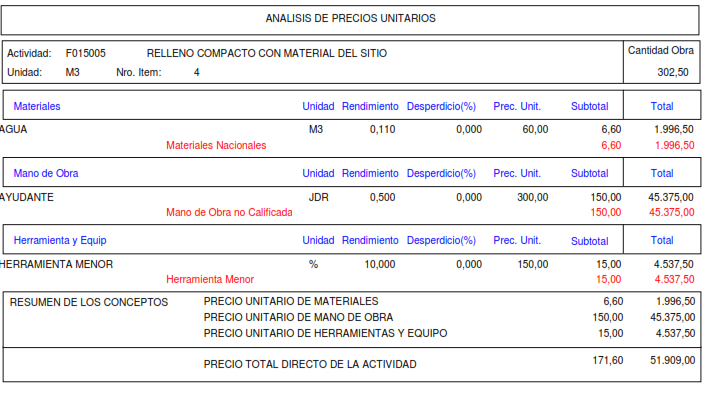 ANALISIS DE PRECIOS UNITARIOS
Actividad: F015005 RELLENO COMPACTO CON MATERIAL DEL SITIO Cantidad Obra
Unidad: M3 Nro. Item: 4 302,50
Materiales Unidad Rendimiento Desperdicio(%) Prec. Unit. Subtotal Total
AGUA M3 0,110 0,000 60,00 6,60 1.996,50
Materiales Nacionales 6,60 1.996,50
Mano de Obra Unidad Rendimiento Desperdicio(%) Prec. Unit. Subtotal Total
AYUDANTE JDR 0,500 0,000 300,00 150,00 45.375,00
Mano de Obra no Calificada 150,00 45.375,00
Herramienta y Equip Unidad Rendimiento Desperdicio(%) Prec. Unit. Subtotal Total
HERRAMIENTA MENOR % 10,000 0,000 150,00 15,00 4.537,50
Herramienta Menor 15,00 4.537,50
RESUMEN DE LOS CONCEPTOS PRECIO UNITARIO DE MATERIALES 6,60 1.996,50
PRECIO UNITARIO DE MANO DE OBRA 150,00 45.375,00
PRECIO UNITARIO DE HERRAMIENTAS Y EQUIPO 15,00 4.537,50
PRECIO TOTAL DIRECTO DE LA ACTIVIDAD 171,60 51.909,00